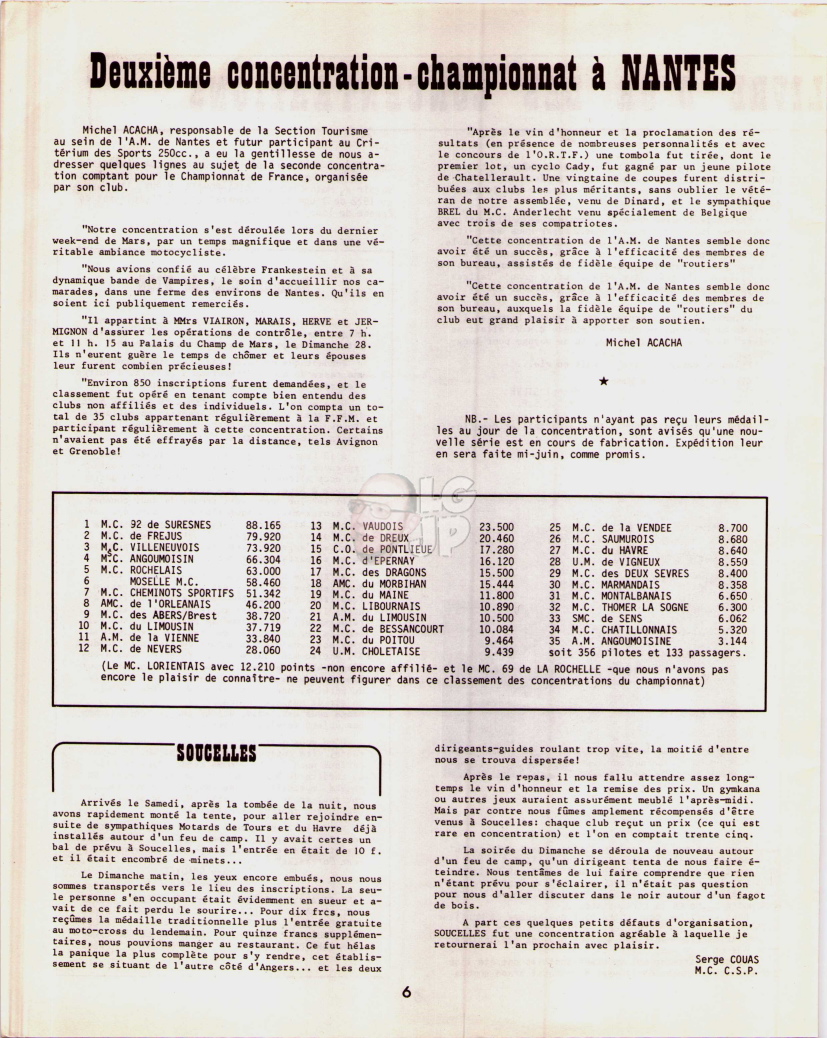 Deuxième concentration-championnat à NANTES
Michel ACACHA, responsable de la Section Tourisme
au sein de l'A.M. de Nantes et futur participant au Cri-
térium des Sports 250cc., a eu la gentillesse de nous a-
dresser quelques lignes au sujet de la seconde concentra-
tion comptant pour le Championnat de France, organisée
par son club.
"Notre concentration s'est déroulée lors du dernier
week-end de Mars, par un temps magnifique et dans une vé-
ritable ambiance motocycliste.
"Nous avions confié au célèbre Frankestein et à sa
dynamique bande de Vampires, le soin d'accueillir nos ca-
marades, dans une ferme des environs de Nantes. Qu'ils en
soient ici publiquement remerciés.
"Il appartint à MMrs VIAIRON, MARAIS, HERVE et JER-
MIGNON d'assurer les opérations de contrôle, entre 7 h.
et 11 h. 15 au Palais du Champ de Mars, le Dimanche 28.
Ils n'eurent guère le temps de chômer et leurs épouses
leur furent combien précieuses!
"Environ 850 inscriptions furent demandées, et le
classement fut opéré en tenant compte bien entendu des
clubs non affiliés et des individuels. L'on compta un to-
tal de 35 clubs appartenant régulièrement à la F.F.M. et
participant régulièrement à cette concentration. Certains
n'avaient pas été effrayés par la distance, tels Avignon
et Grenoble!
"Après le vin d'honneur et la proclamation des ré-
sultats (en présence de nombreuses personnalités et avec
le concours de l'O.R.T.F.) une tombola fut tirée, dont le
premier lot, un cyclo Cady, fut gagné par un jeune pilote
de Chatellerault. Une vingtaine de coupes furent distri-
buées aux clubs les plus méritants, sans oublier le vété-
ran de notre assemblée, venu de Dinard, et le sympathique
BREL du M.C. Anderlecht venu spécialement de Belgique
avec trois de ses compatriotes.
"Cette concentration de l'A.M. de Nantes semble donc
avoir été un succès, grâce à l'efficacité des membres de
son bureau, assistés de fidèle équipe de "routiers"
"Cette concentration de l'A.M. de Nantes semble donc
avoir été un succès, grâce à l'efficacité des membres de
son bureau, auxquels la fidèle équipe de "routiers" du
club eut grand plaisir à apporter son soutien.
Michel ACACHA
★
NB.- Les participants n'ayant pas reçu leurs médail-
les au jour de la concentration, sont avisés qu'une nou-
velle série est en cours de fabrication. Expédition leur
en sera faite mi-juin, comme promis.
1 M.C. 92 de SURESNES 88.165
2 M.C. de FREJUS 79.920
3 M.C. VILLENEUVOIS 73.920
4 M.C. ANGOUMOISIN 66.304
5 M.C. ROCHELAIS 63.000
6 MOSELLE M.C. 58.460
7 M.C. CHEMINOTS SPORTIFS 51.342
8 AMC. de l'ORLEANAIS 46.200
9 M.C. des ABERS/Brest 38.720
10 M.C. du LIMOUSIN 37.719
11 A.M. de la VIENNE 33.840
12 M.C. de NEVERS 28.060
13 M.C. VAUDOIS 23.500
14 M.C. de DREUX 20.460
15 C.O. de PONTLIEUE 17.280
16 M.C. d'EPERNAY 16.120
17 M.C. des DRAGONS 15.500
18 AMC. du MORBIHAN 15.444
19 M.C. du MAINE 11.800
20 M.C. LIBOURNAIS 10.890
21 A.M. du LIMOUSIN 10.500
22 M.C. de BESSANCOURT 10.084
23 M.C. du POITOU 9.464
24 U.M. CHOLETAISE 9.439
25 M.C. de la VENDEE 8.700
26 M.C. SAUMUROIS 8.680
27 M.C. du HAVRE 8.640
28 U.M. de VIGNEUX 8.550
29 M.C. des DEUX SEVRES 8.400
30 M.C. MARMANDAIS 8.358
31 M.C. MONTALBANAIS 6.650
32 M.C. THOMER LA SOGNE 6.300
33 SMC. de SENS 6.062
34 M.C. CHATILLONNAIS 5.320
35 A.M. ANGOUMOISINE 3.144
soit 356 pilotes et 133 passagers.
(Le MC. LORIENTAIS avec 12.210 points -non encore affilié- et le MC. 69 de LA ROCHELLE -que nous n'avons pas
encore le plaisir de connaître- ne peuvent figurer dans ce classement des concentrations du championnat)
SOUCELLES
Arrivés le Samedi, après la tombée de la nuit, nous
avons rapidement monté la tente, pour aller rejoindre en-
suite de sympathiques Motards de Tours et du Havre déjà
installés autour d'un feu de camp. Il y avait certes un
bal de prévu à Soucelles, mais l'entrée en était de 10 f.
et il était encombré de minets...
Le Dimanche matin, les yeux encore embués, nous nous
sommes transportés vers le lieu des inscriptions. La seu-
le personne s'en occupant était évidemment en sueur et a-
vait de ce fait perdu le sourire... Pour dix frcs, nous
reçûmes la médaille traditionnelle plus l'entrée gratuite
au moto-cross du lendemain. Pour quinze francs supplémen-
taires, nous pouvions manger au restaurant. Ce fut hélas
la panique la plus complète pour s'y rendre, cet établis-
sement se situant de l'autre côté d'Angers... et les deux
dirigeants-guides roulant trop vite, la moitié d'entre
nous se trouva dispersée!
Après le repas, il nous fallu attendre assez long-
temps le vin d'honneur et la remise des prix. Un gymkana
ou autres jeux auraient assurément meublé l'après-midi.
Mais par contre nous fûmes amplement récompensés d'être
venus à Soucelles: chaque club reçut un prix (ce qui est
rare en concentration) et l'on en comptait trente cinq.
La soirée du Dimanche se déroula de nouveau autour
d'un feu de camp, qu'un dirigeant tenta de nous faire é-
teindre. Nous tentâmes de lui faire comprendre que rien
n'étant prévu pour s'éclairer, il n'était pas question
pour nous d'aller discuter dans le noir autour d'un fagot
de bois.
A part ces quelques petits défauts d'organisation,
SOUCELLES fut une concentration agréable à laquelle je
retournerai l'an prochain avec plaisir.
Serge COUAS
M.C. C.S.P.
6